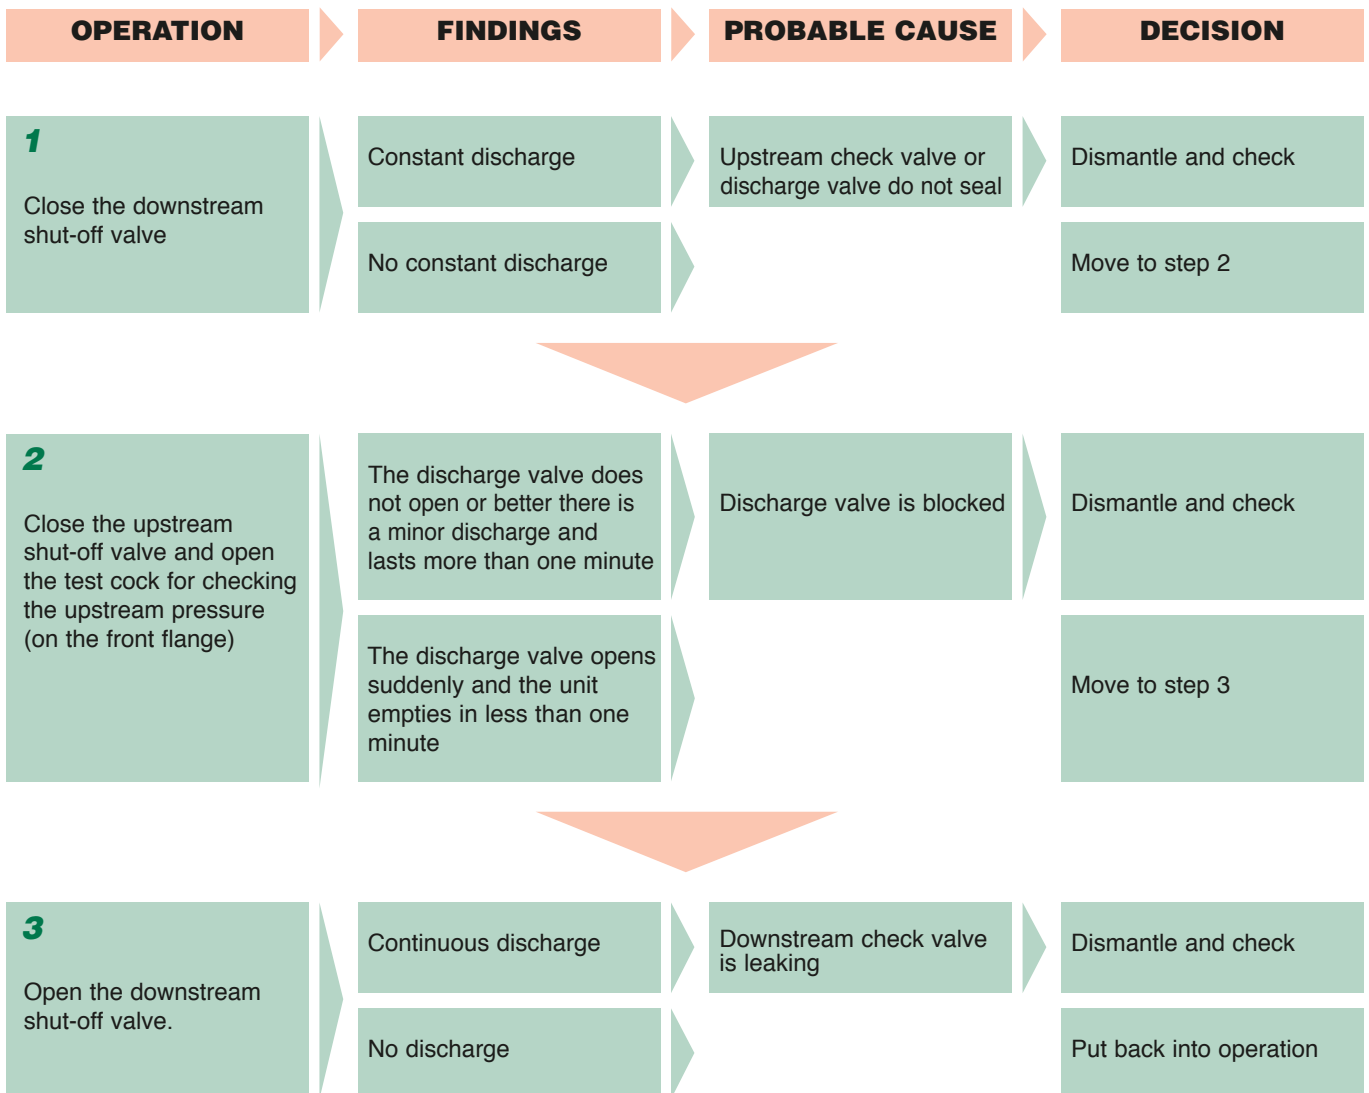 OPERATION
FINDINGS
PROBABLE CAUSE
DECISION
1
Close the downstream
shut-off valve
Constant discharge
Upstream check valve or
discharge valve do not seal
Dismantle and check
No constant discharge
Move to step 2
2
Close the upstream
shut-off valve and open
the test cock for checking
the upstream pressure
(on the front flange)
The discharge valve does
not open or better there is
a minor discharge and
lasts more than one minute
Discharge valve is blocked
Dismantle and check
The discharge valve opens
suddenly and the unit
empties in less than one
minute
Move to step 3
3
Open the downstream
shut-off valve.
Continuous discharge
Downstream check valve
is leaking
Dismantle and check
No discharge
Put back into operation